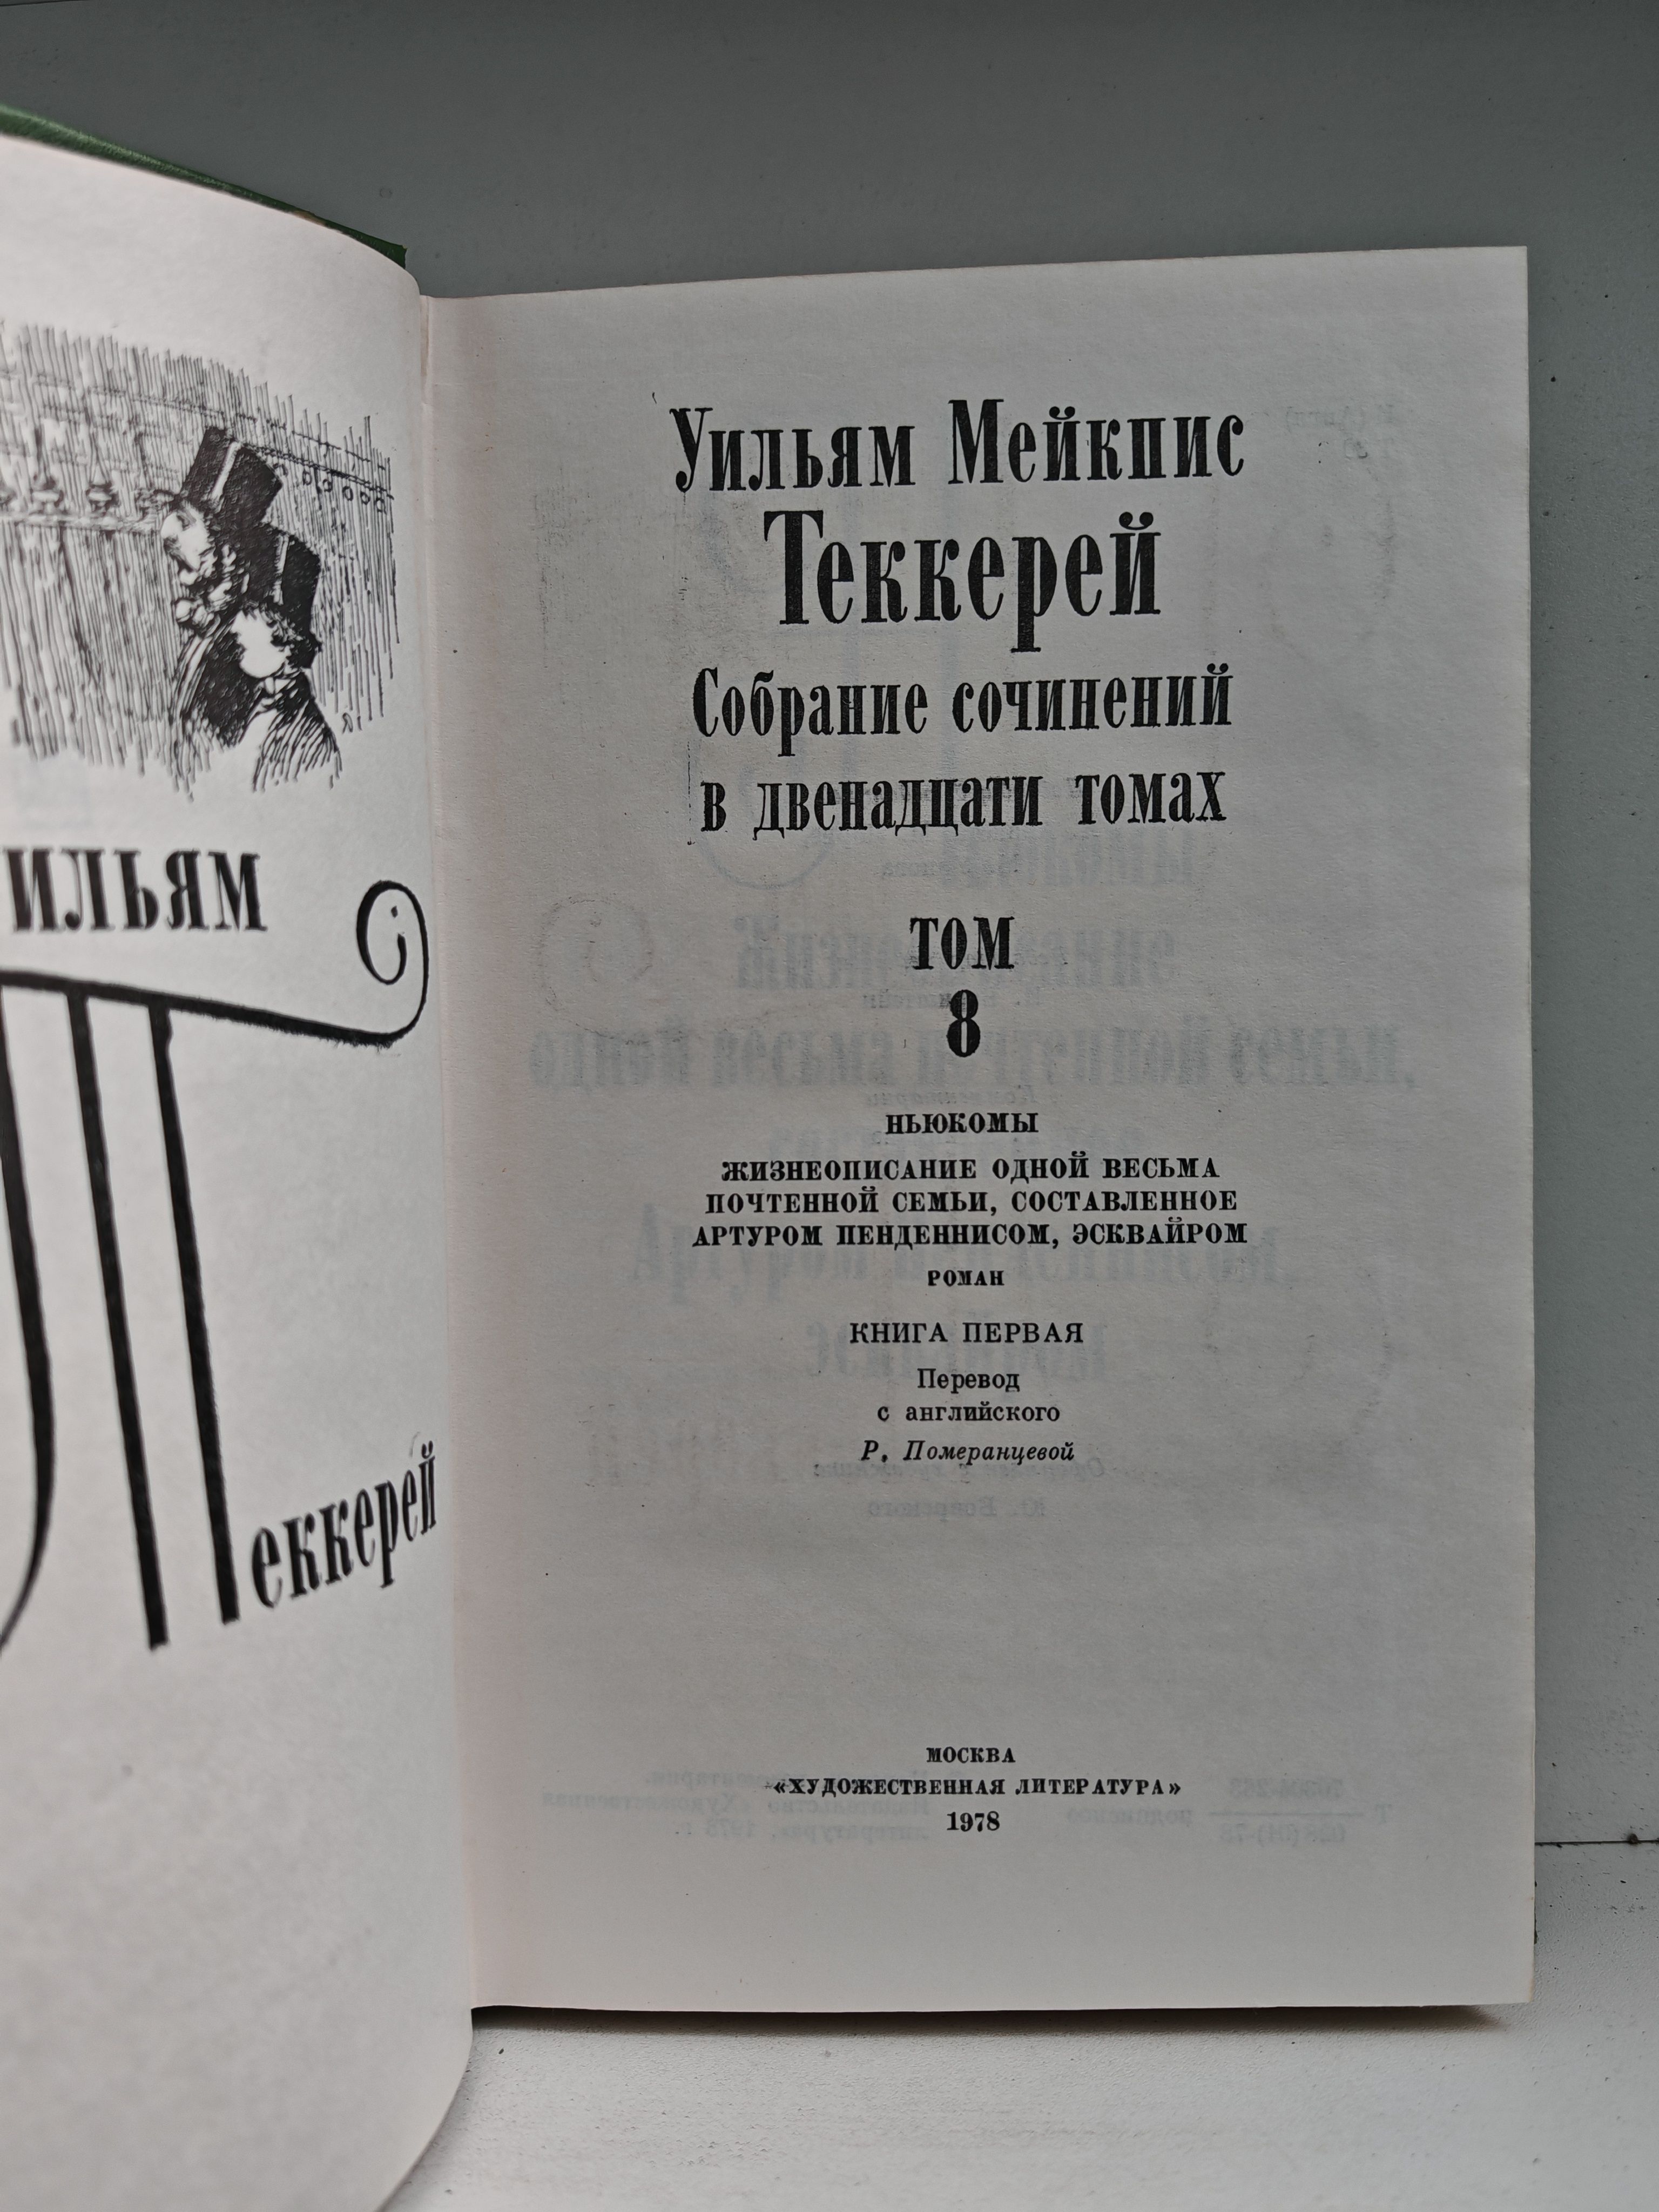 ильям
Теккерей
Уильям Мейкпис
Теккерей
Собрание сочинений
в двенадцати томах
ТОМ
8
НЬЮКОМЫ
ЖИЗНЕОПИСАНИЕ ОДНОЙ ВЕСЬМА
ПОЧТЕННОЙ СЕМЬИ, СОСТАВЛЕННОЕ
АРТУРОМ ПЕНДЕННИСОМ, ЭСКВАЙРОМ
РОМАН
КНИГА ПЕРВАЯ
Перевод
с английского
Р. Померанцевой
МОСКВА
«ХУДОЖЕСТВЕННАЯ ЛИТЕРАТУРА»
1978